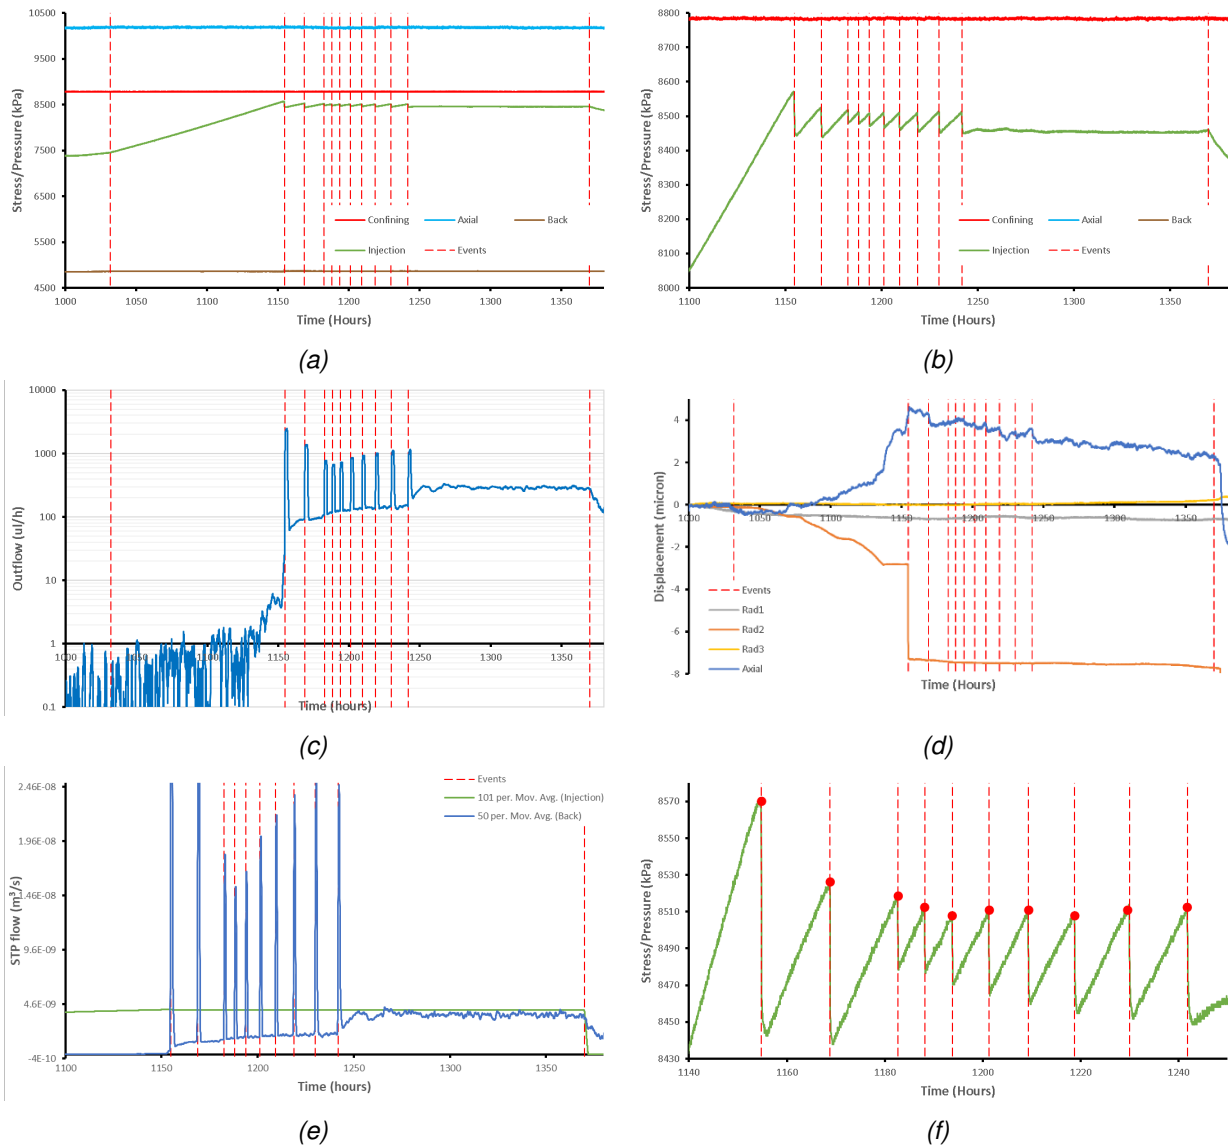 10500
9500
8500
7500
6500
5500
4500
Stress/Pressure (kPa)
Confining Axial Back
Injection Events
1000 1050 1100 1150 1200 1250 1300 1350
Time (Hours)
(a)
8800
8700
8600
8500
8400
8300
8200
8100
8000
Stress/Pressure (kPa)
Confining Axial Back
Injection Events
1100 1150 1200 1250 1300 1350
Time (Hours)
(b)
10000
1000
100
10
1
0.1
Outflow (ul/h)
1000 1050 1100 1150 1200 1250 1300 1350
Time (hours)
(c)
4
2
0
-2
-4
-6
-8
Displacement (micron)
1000 1050 1100 1150 1200 1250 1300 1350
Events
Rad1
Rad2
Rad3
Axial
Time (Hours)
(d)
2.46E-08
1.96E-08
1.46E-08
9.6E-09
4.6E-09
-4E-10
STP flow (m³/s)
Events
101 per. Mov. Avg. (Injection)
50 per. Mov. Avg. (Back)
1100 1150 1200 1250 1300 1350
Time (hours)
(e)
8570
8550
8530
8510
8490
8470
8450
8430
Stress/Pressure (kPa)
1140 1160 1180 1200 1220 1240
Time (Hours)
(f)